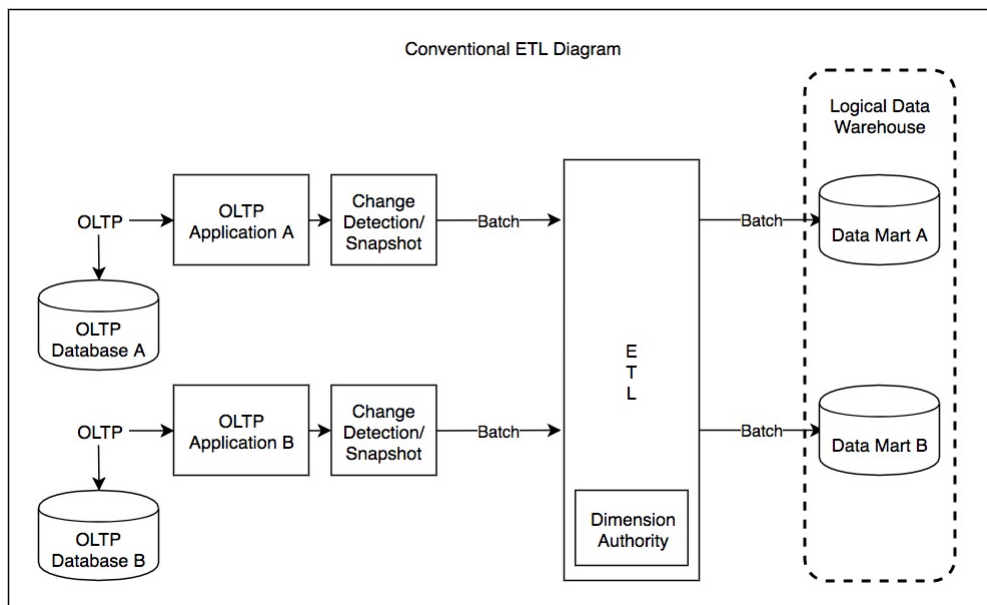 Conventional ETL Diagram
Logical Data
Warehouse
OLTP
OLTP
Application A
Change
Detection/
Snapshot
Batch
Batch
Data Mart A
OLTP
Database A
E
T
L
OLTP
OLTP
Application B
Change
Detection/
Snapshot
Batch
Batch
Data Mart B
OLTP
Database B
Dimension
Authority